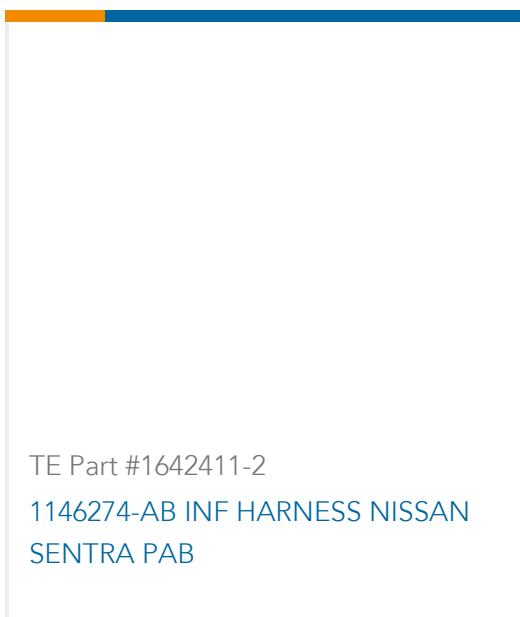 TE Part #1642411-2
1146274-AB INF HARNESS NISSAN
SENTRA PAB